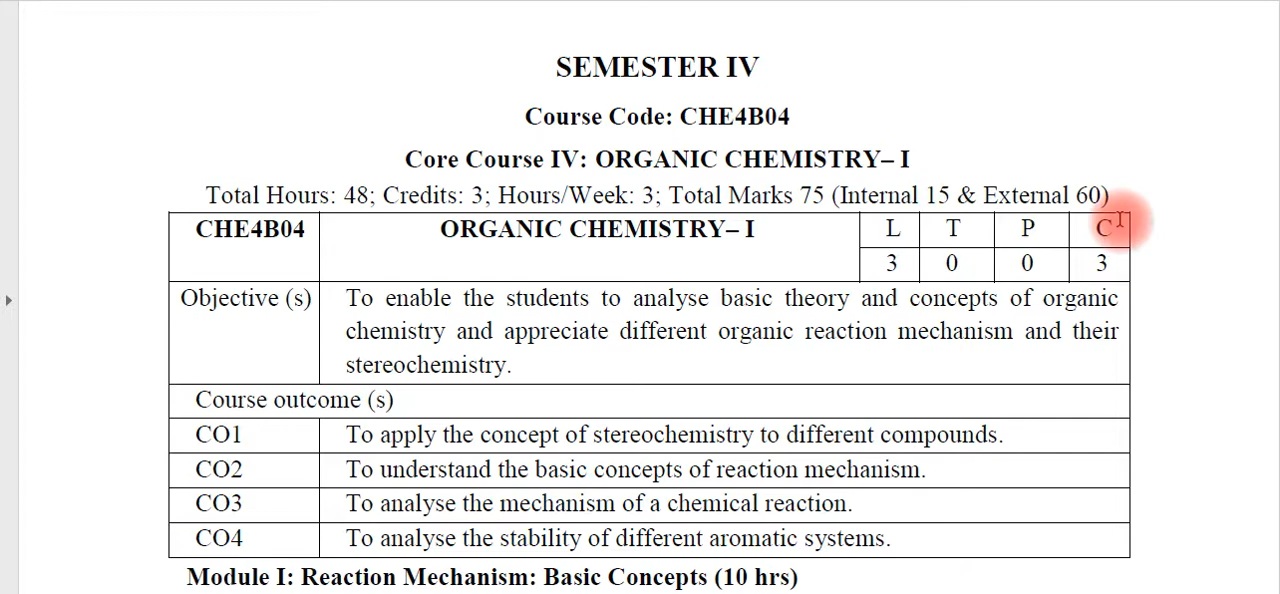 SEMESTER IV
Course Code: CHE4B04
Core Course IV: ORGANIC CHEMISTRY– I
Total Hours: 48; Credits: 3; Hours/Week: 3; Total Marks 75 (Internal 15 & External 60)
CHE4B04 ORGANIC CHEMISTRY– I L T P C
3 0 0 3
Objective (s) To enable the students to analyse basic theory and concepts of organic
chemistry and appreciate different organic reaction mechanism and their
stereochemistry.
Course outcome (s)
CO1 To apply the concept of stereochemistry to different compounds.
CO2 To understand the basic concepts of reaction mechanism.
CO3 To analyse the mechanism of a chemical reaction.
CO4 To analyse the stability of different aromatic systems.
Module I: Reaction Mechanism: Basic Concepts (10 hrs)